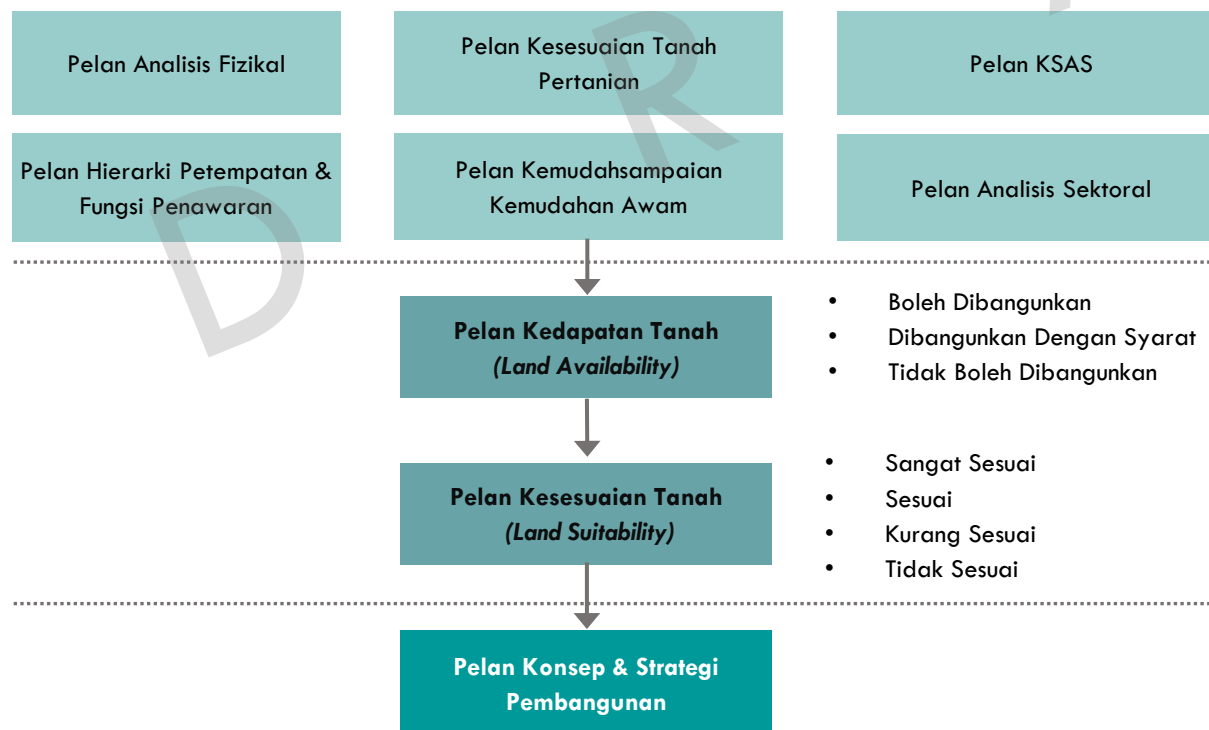 Pelan Analisis Fizikal
Pelan Kesesuaian Tanah
Pertanian
Pelan KSAS
Pelan Hierarki Petempatan &
Fungsi Penawaran
Pelan Kemudahsampaian
Kemudahan Awam
Pelan Analisis Sektoral
Pelan Kedapatan Tanah
(Land Availability)
• Boleh Dibangunkan
• Dibangunkan Dengan Syarat
• Tidak Boleh Dibangunkan
Pelan Kesesuaian Tanah
(Land Suitability)
• Sangat Sesuai
• Sesuai
• Kurang Sesuai
• Tidak Sesuai
Pelan Konsep & Strategi
Pembangunan
D R